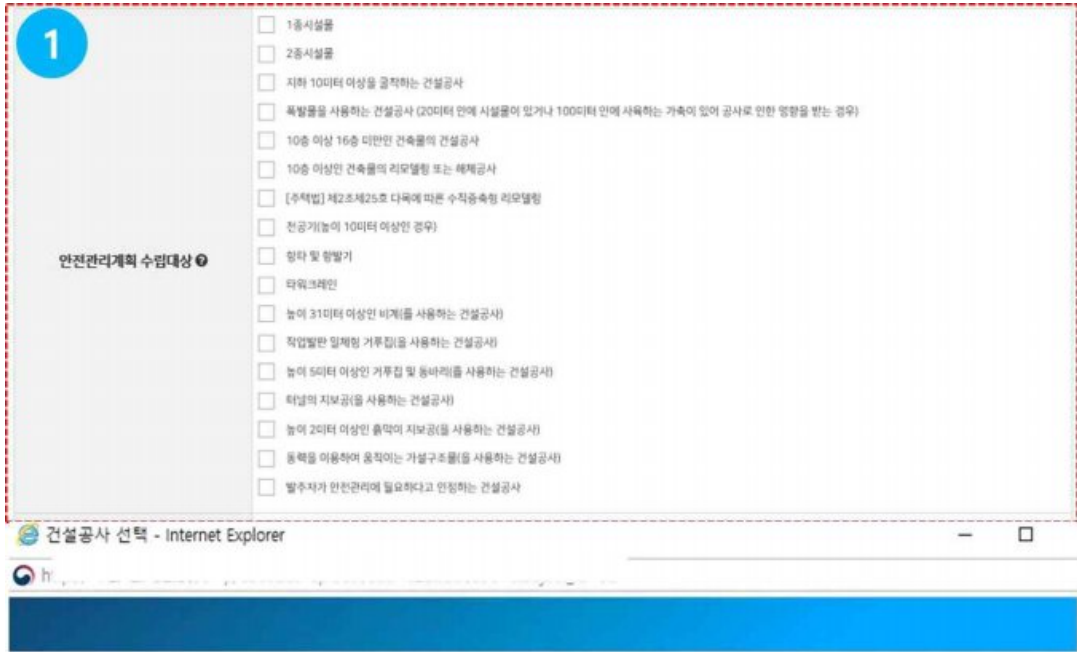 1
1종시설물
2종시설물
지하 10미터 이상을 굴착하는 건설공사
폭발물을 사용하는 건설공사 (20미터 안에 시설물이 있거나 100미터 안에 사육하는 가축이 있어 공사로 인한 영향을 받는 경우)
10층 이상 16층 미만인 건축물의 건설공사
10층 이상인 건축물의 리모델링 또는 해체공사
[주택법] 제2조제25호 다목에 따른 수직증축형 리모델링
천공기(높이 10미터 이상인 경우)
항타 및 항발기
안전관리계획 수립대상
타워크레인
높이 31미터 이상인 비계(를 사용하는 건설공사)
작업발판 일체형 거푸집(을 사용하는 건설공사)
높이 5미터 이상인 거푸집 및 동바리(를 사용하는 건설공사)
터널의 지보공(을 사용하는 건설공사)
높이 2미터 이상인 흙막이 지보공(을 사용하는 건설공사)
동력을 이용하여 움직이는 가설구조물(을 사용하는 건설공사)
발주자가 안전관리에 필요하다고 인정하는 건설공사
건설공사 선택 - Internet Explorer